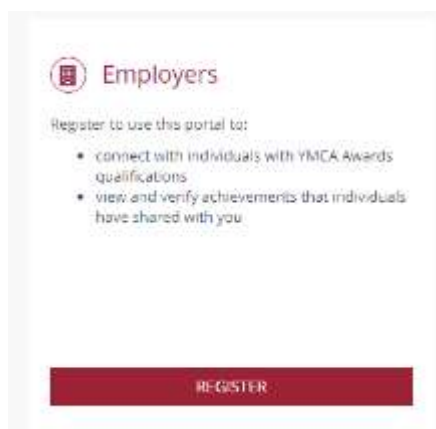 Employers
Register to use this portal to:
• connect with individuals with YMCA Awards
qualifications
• view and verify achievements that individuals
have shared with you
REGISTER